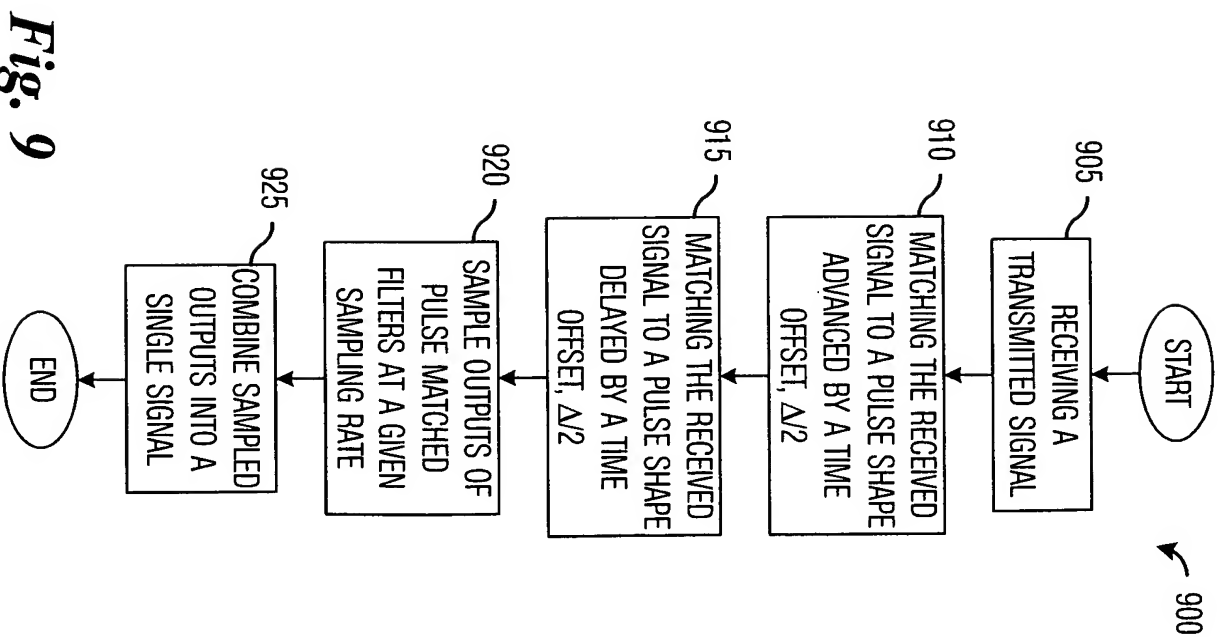 900
START
905
RECEIVING A
TRANSMITTED SIGNAL
910
MATCHING THE RECEIVED
SIGNAL TO A PULSE SHAPE
ADVANCED BY A TIME
OFFSET, Δ/2
915
MATCHING THE RECEIVED
SIGNAL TO A PULSE SHAPE
DELAYED BY A TIME
OFFSET, Δ/2
920
SAMPLE OUTPUTS OF
PULSE MATCHED
FILTERS AT A GIVEN
SAMPLING RATE
925
COMBINE SAMPLED
OUTPUTS INTO A
SINGLE SIGNAL
END
Fig. 9